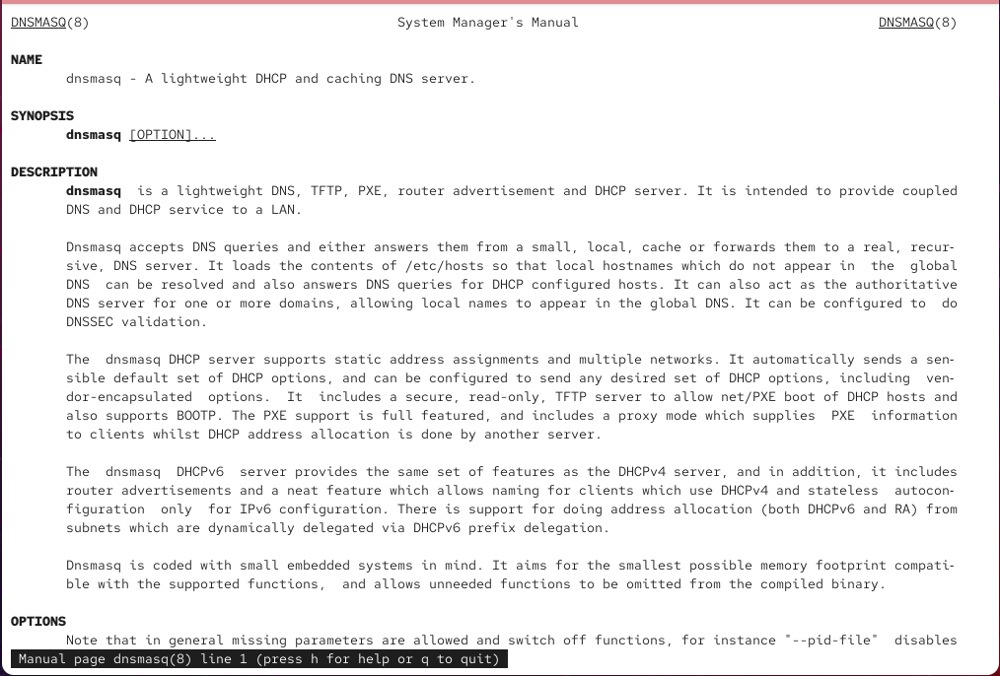 DNSMASQ(8) System Manager's Manual DNSMASQ(8)
NAME
dnsmasq - A lightweight DHCP and caching DNS server.
SYNOPSIS
dnsmasq [OPTION]...
DESCRIPTION
dnsmasq  is a lightweight DNS, TFTP, PXE, router advertisement and DHCP server. It is intended to provide coupled
DNS and DHCP service to a LAN.
Dnsmasq accepts DNS queries and either answers them from a small, local, cache or forwards them to a real, recur-
sive, DNS server. It loads the contents of /etc/hosts so that local hostnames which do not appear in  the  global
DNS  can be resolved and also answers DNS queries for DHCP configured hosts. It can also act as the authoritative
DNS server for one or more domains, allowing local names to appear in the global DNS. It can be configured to  do
DNSSEC validation.
The  dnsmasq DHCP server supports static address assignments and multiple networks. It automatically sends a sen-
sible default set of DHCP options, and can be configured to send any desired set of DHCP options, including  ven-
dor-encapsulated  options.  It  includes a secure, read-only, TFTP server to allow net/PXE boot of DHCP hosts and
also supports BOOTP. The PXE support is full featured, and includes a proxy mode which supplies  PXE  information
to clients whilst DHCP address allocation is done by another server.
The  dnsmasq  DHCPv6  server provides the same set of features as the DHCPv4 server, and in addition, it includes
router advertisements and a neat feature which allows naming for clients which use DHCPv4 and stateless  autocon-
figuration  only  for IPv6 configuration. There is support for doing address allocation (both DHCPv6 and RA) from
subnets which are dynamically delegated via DHCPv6 prefix delegation.
Dnsmasq is coded with small embedded systems in mind. It aims for the smallest possible memory footprint compati-
ble with the supported functions,  and allows unneeded functions to be omitted from the compiled binary.
OPTIONS
Note that in general missing parameters are allowed and switch off functions, for instance "--pid-file"  disables
Manual page dnsmasq(8) line 1 (press h for help or q to quit)